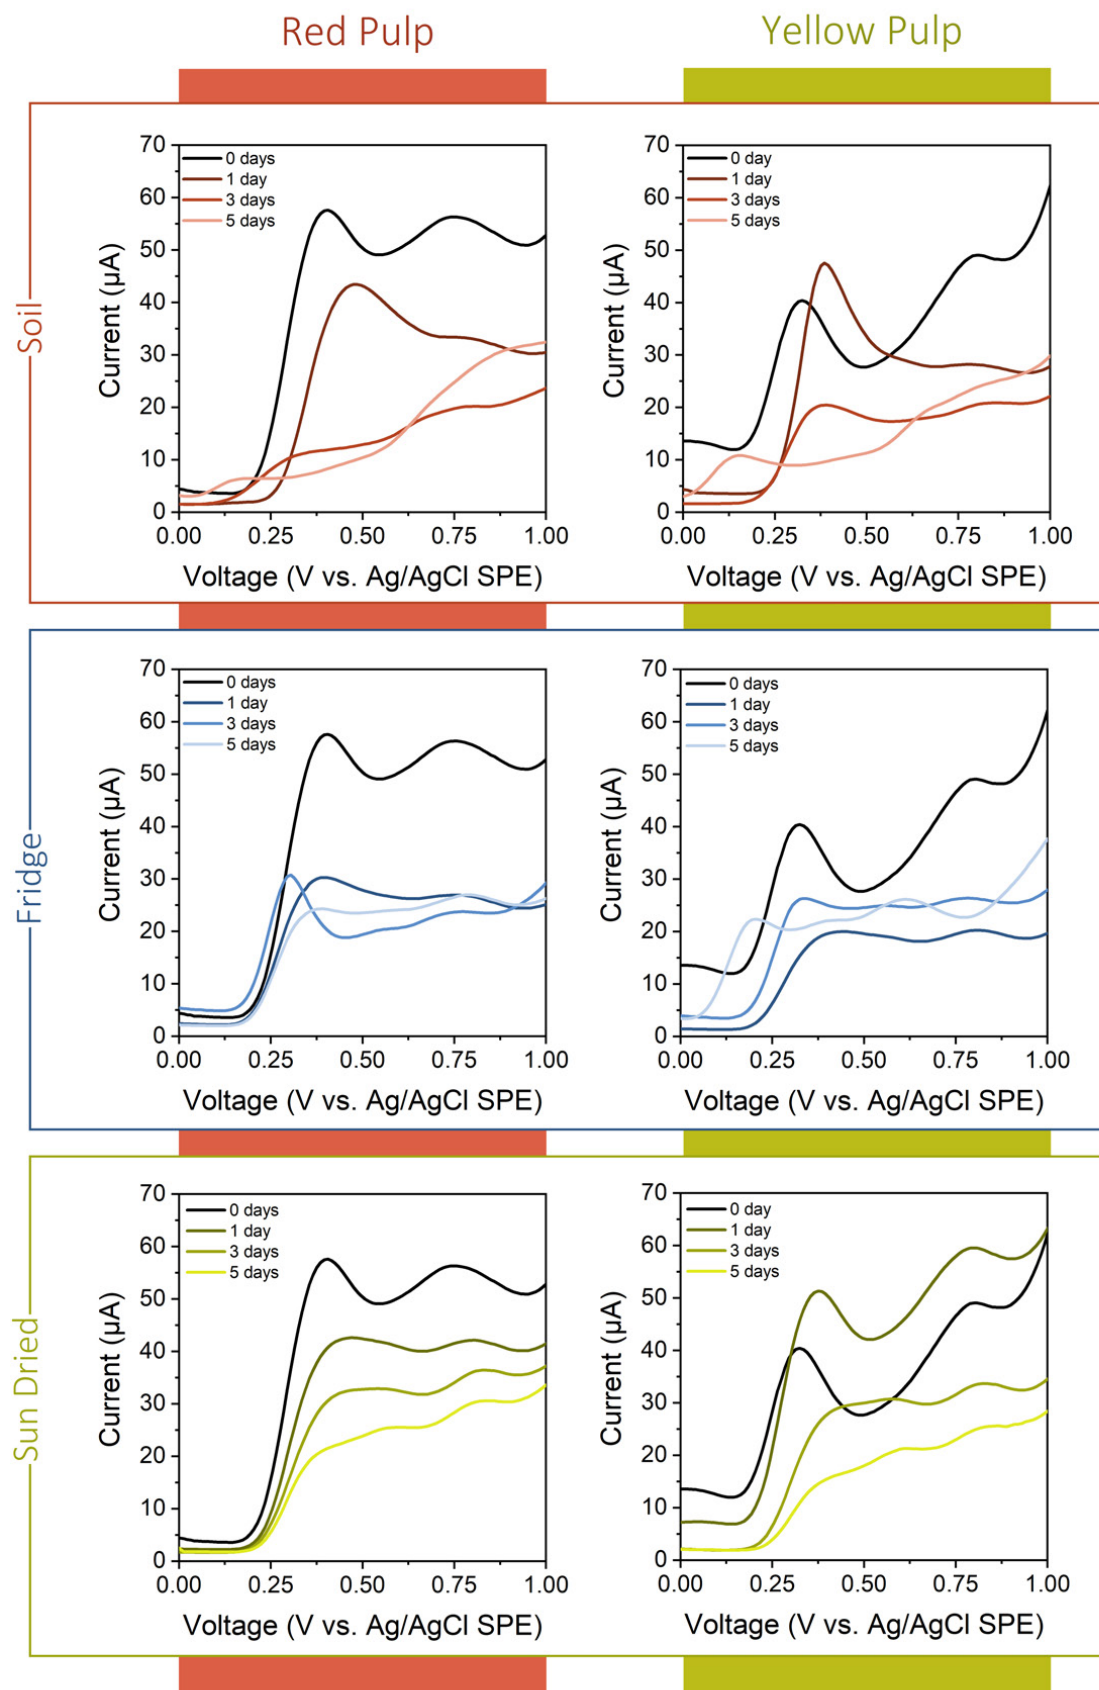 Red Pulp
Yellow Pulp
Soil
70
60
50
40
30
20
10
0
Current (µA)
0 days
1 day
3 days
5 days
0.00 0.25 0.50 0.75 1.00
Voltage (V vs. Ag/AgCl SPE)
70
60
50
40
30
20
10
0
Current (µA)
0 day
1 day
3 days
5 days
0.00 0.25 0.50 0.75 1.00
Voltage (V vs. Ag/AgCl SPE)
Fridge
70
60
50
40
30
20
10
0
Current (µA)
0 days
1 day
3 days
5 days
0.00 0.25 0.50 0.75 1.00
Voltage (V vs. Ag/AgCl SPE)
70
60
50
40
30
20
10
0
Current (µA)
0 days
1 day
3 days
5 days
0.00 0.25 0.50 0.75 1.00
Voltage (V vs. Ag/AgCl SPE)
Sun Dried
70
60
50
40
30
20
10
0
Current (µA)
0 days
1 day
3 days
5 days
0.00 0.25 0.50 0.75 1.00
Voltage (V vs. Ag/AgCl SPE)
70
60
50
40
30
20
10
0
Current (µA)
0 day
1 day
3 days
5 days
0.00 0.25 0.50 0.75 1.00
Voltage (V vs. Ag/AgCl SPE)